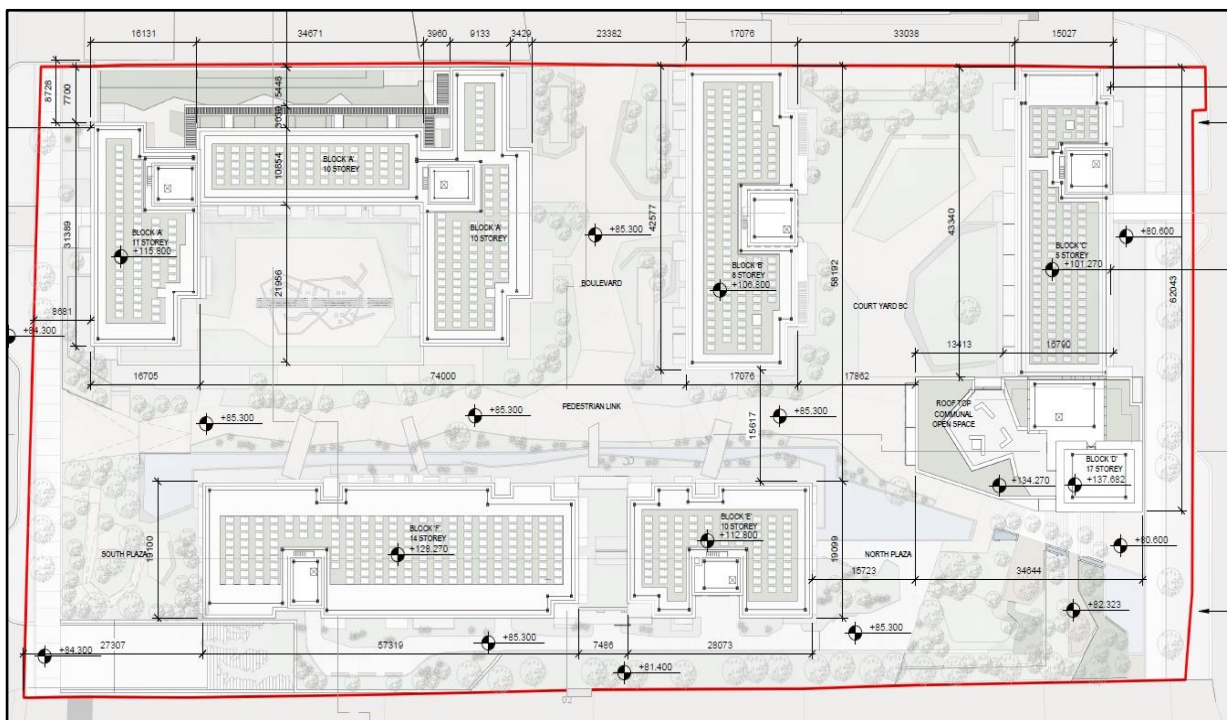 16131
34671
3960
9133
3429
23382
17076
33038
15027
8728
7700
5448
10854
31389
21956
42577
58192
43340
62043
BLOCK 'A'
10 STOREY
BLOCK 'A'
11 STOREY
+115.800
BLOCK 'A'
10 STOREY
+85.300
BOULEVARD
BLOCK 'B'
8 STOREY
+106.800
COURT YARD BC
+80.600
+101.270
8681
+84.300
16705
74000
17076
17862
13413
16790
+85.300
+85.300
PEDESTRIAN LINK
+85.300
15617
ROOF TOP
COMMUNAL
OPEN SPACE
BLOCK 'D'
17 STOREY
+134.270
+137.682
SOUTH PLAZA
19100
BLOCK 'F'
14 STOREY
+128.270
BLOCK 'E'
10 STOREY
+112.800
19099
NORTH PLAZA
15723
34644
+80.600
+82.323
+84.300
27307
57319
+85.300
7486
28073
+85.300
+81.400
02